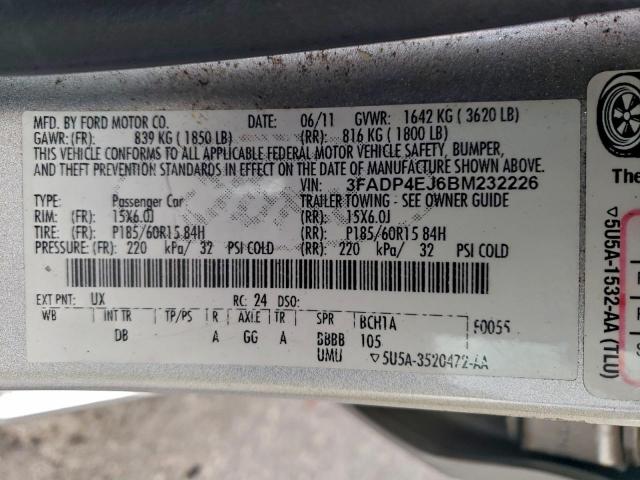 MFD. BY FORD MOTOR CO. DATE: 06/11 GVWR: 1642 KG ( 3620 LB)
GAWR: (FR): 839 KG ( 1850 LB) (RR): 816 KG ( 1800 LB)
THIS VEHICLE CONFORMS TO ALL APPLICABLE FEDERAL MOTOR VEHICLE SAFETY, BUMPER,
AND THEFT PREVENTION STANDARDS IN EFFECT ON THE DATE OF MANUFACTURE SHOWN ABOVE.
VIN: 3FADP4EJ6BM232226
TYPE: Passenger Car TRAILER TOWING - SEE OWNER GUIDE
RIM: (FR): 15X6.0J (RR): 15X6.0J
TIRE: (FR): P185/60R15 84H (RR): P185/60R15 84H
PRESSURE: (FR): 220 kPa/ 32 PSI COLD (RR): 220 kPa/ 32 PSI COLD
EXT PNT: UX RC: 24 DSO:
WB INT TR TP/PS R AXLE TR SPR BCH1A F0055
DB A GG A BBBB 105
UMU ▽5U5A-3520472-AA
The
▽5U5A-1532-AA (TLU)